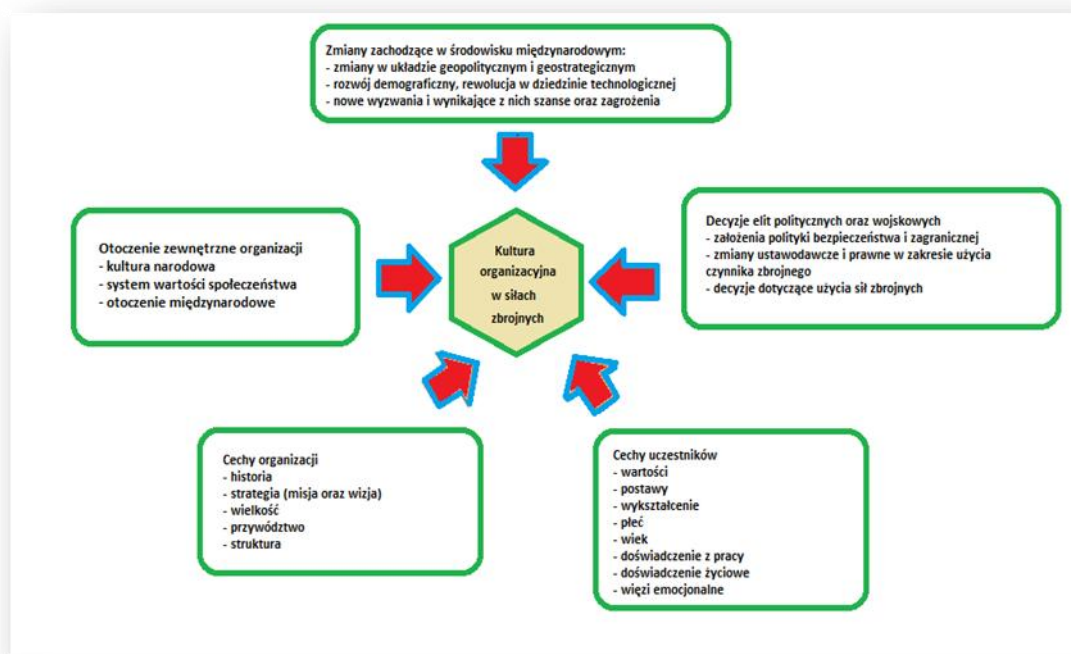 Zmiany zachodzące w środowisku międzynarodowym:
- zmiany w układzie geopolitycznym i geostrategicznym
- rozwój demograficzny, rewolucja w dziedzinie technologicznej
- nowe wyzwania i wynikające z nich szanse oraz zagrożenia
Otoczenie zewnętrzne organizacji
- kultura narodowa
- system wartości społeczeństwa
- otoczenie międzynarodowe
Kultura
organizacyjna
w siłach
zbrojnych
Decyzje elit politycznych oraz wojskowych
- założenia polityki bezpieczeństwa i zagranicznej
- zmiany ustawodawcze i prawne w zakresie użycia
czynnika zbrojnego
- decyzje dotyczące użycia sił zbrojnych
Cechy organizacji
- historia
- strategia (misja oraz wizja)
- wielkość
- przywództwo
- struktura
Cechy uczestników
- wartości
- postawy
- wykształcenie
- płeć
- wiek
- doświadczenie z pracy
- doświadczenie życiowe
- więzi emocjonalne